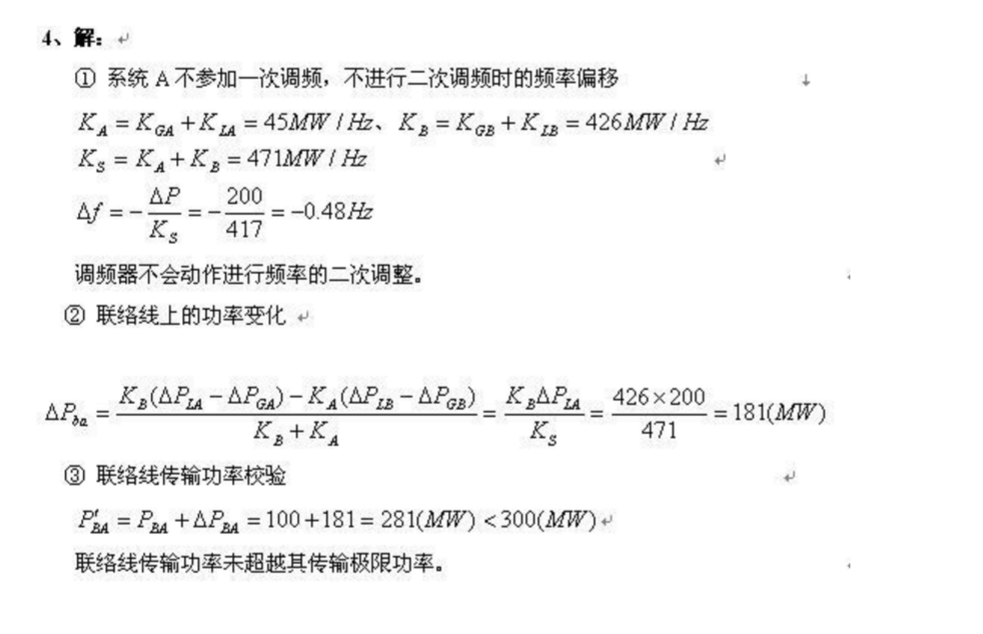 4、解：
① 系统 A 不参加一次调频，不进行二次调频时的频率偏移
K_A = K_GA + K_LA = 45MW / Hz、K_B = K_GB + K_LB = 426MW / Hz
K_S = K_A + K_B = 471MW / Hz
Δf = -ΔP/K_S = -200/417 = -0.48Hz
调频器不会动作进行频率的二次调整。
② 联络线上的功率变化
ΔP_ba = (K_B(ΔP_LA - ΔP_GA) - K_A(ΔP_LB - ΔP_GB))/(K_B + K_A) = K_BΔP_LA/K_S = 426×200/471 = 181(MW)
③ 联络线传输功率校验
P'_BA = P_BA + ΔP_BA = 100+181 = 281(MW) < 300(MW)
联络线传输功率未超越其传输极限功率。